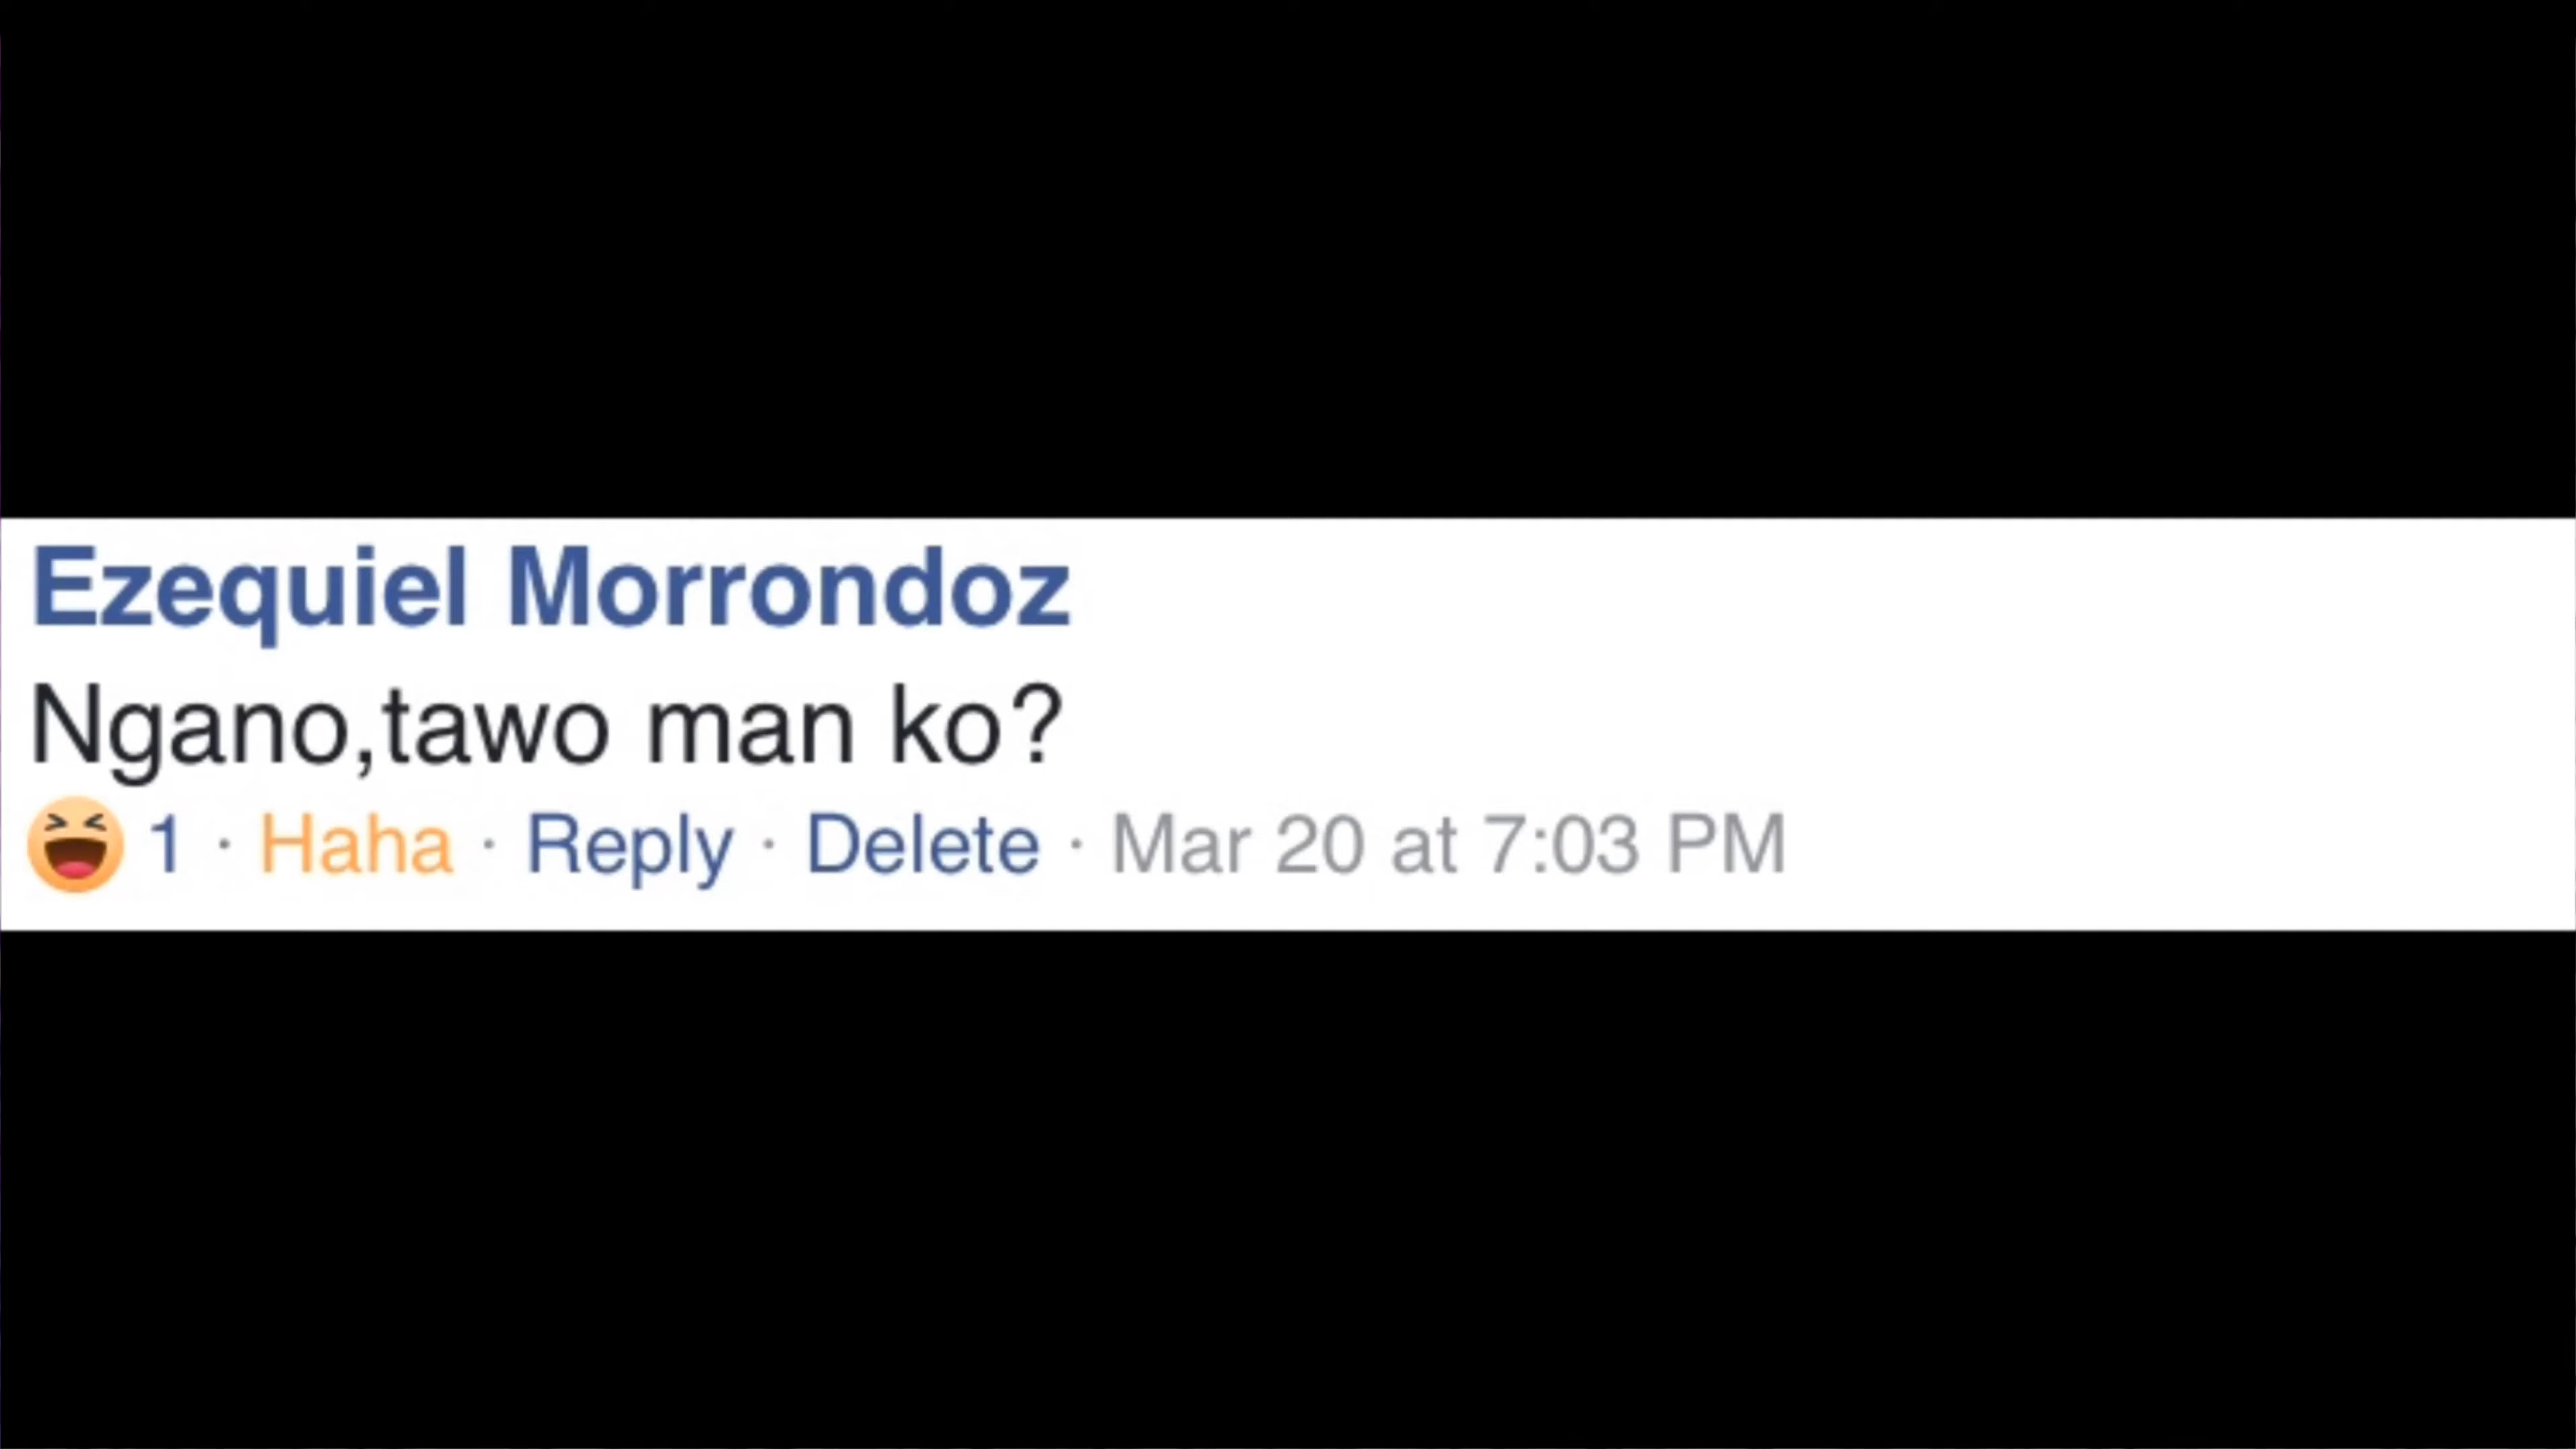 Ezequiel Morrondoz
Ngano,tawo man ko?
1 · Haha · Reply · Delete · Mar 20 at 7:03 PM